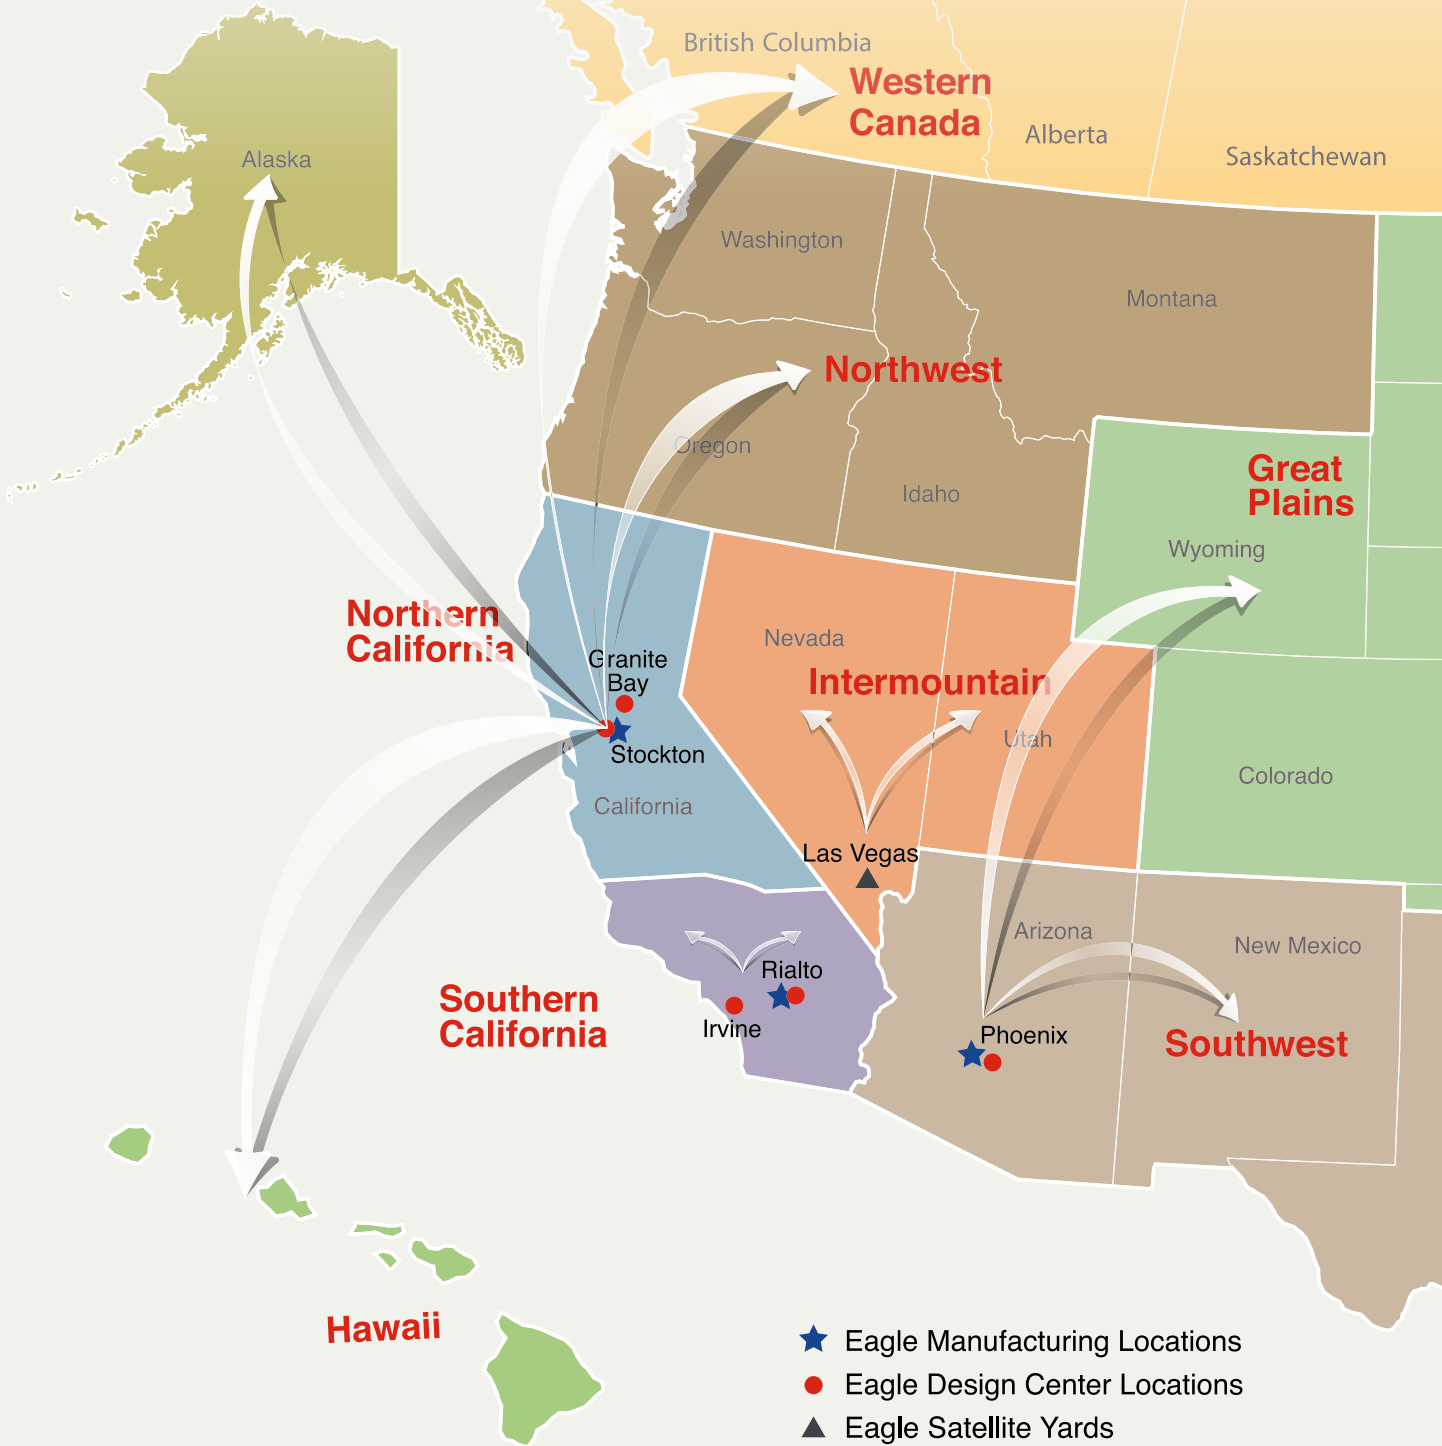 British Columbia
Western
Canada
Alberta
Saskatchewan
Alaska
Washington
Montana
Northwest
Oregon
Idaho
Great
Plains
Wyoming
Northern
California
Granite
Bay
Stockton
California
Nevada
Intermountain
Utah
Colorado
Las Vegas
Arizona
New Mexico
Rialto
Irvine
Southern
California
Phoenix
Southwest
Hawaii
Eagle Manufacturing Locations
Eagle Design Center Locations
Eagle Satellite Yards